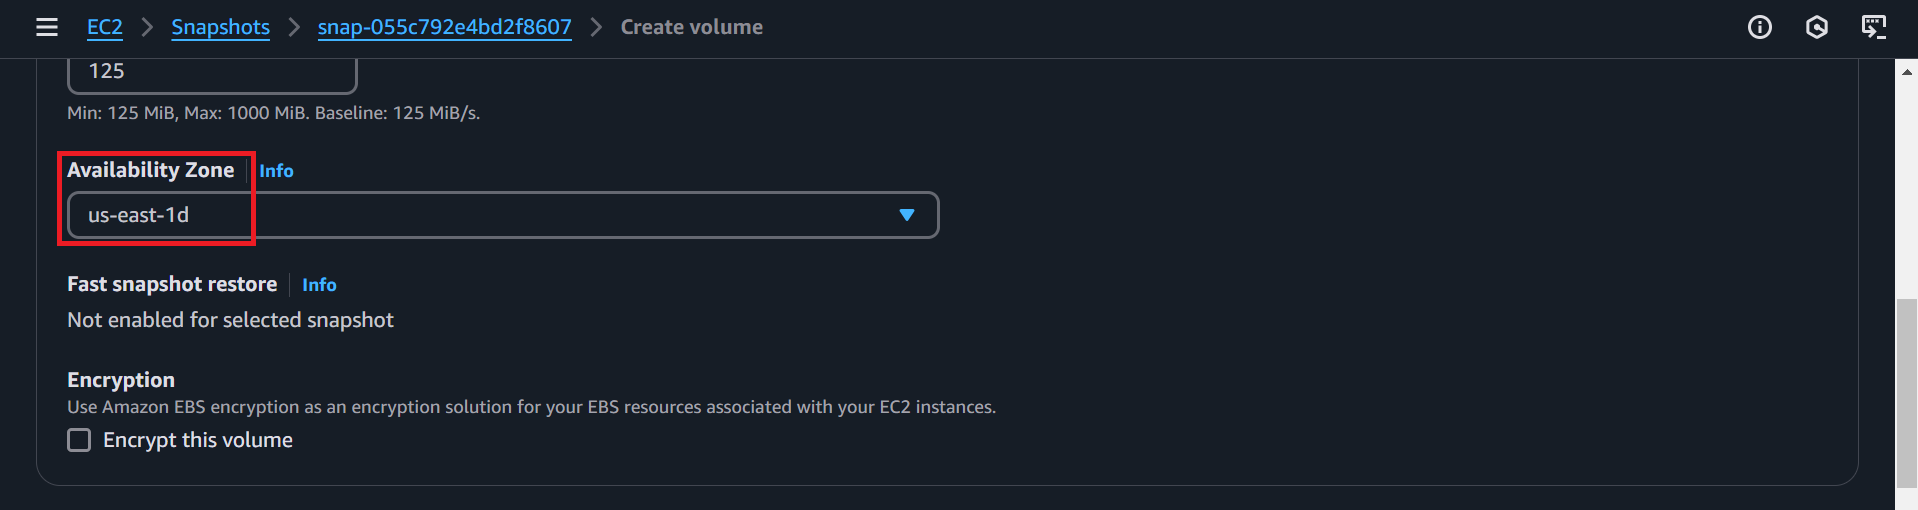 EC2 > Snapshots > snap-055c792e4bd2f8607 > Create volume
125
Min: 125 MiB, Max: 1000 MiB. Baseline: 125 MiB/s.
Availability Zone | Info
us-east-1d
Fast snapshot restore | Info
Not enabled for selected snapshot
Encryption
Use Amazon EBS encryption as an encryption solution for your EBS resources associated with your EC2 instances.
Encrypt this volume